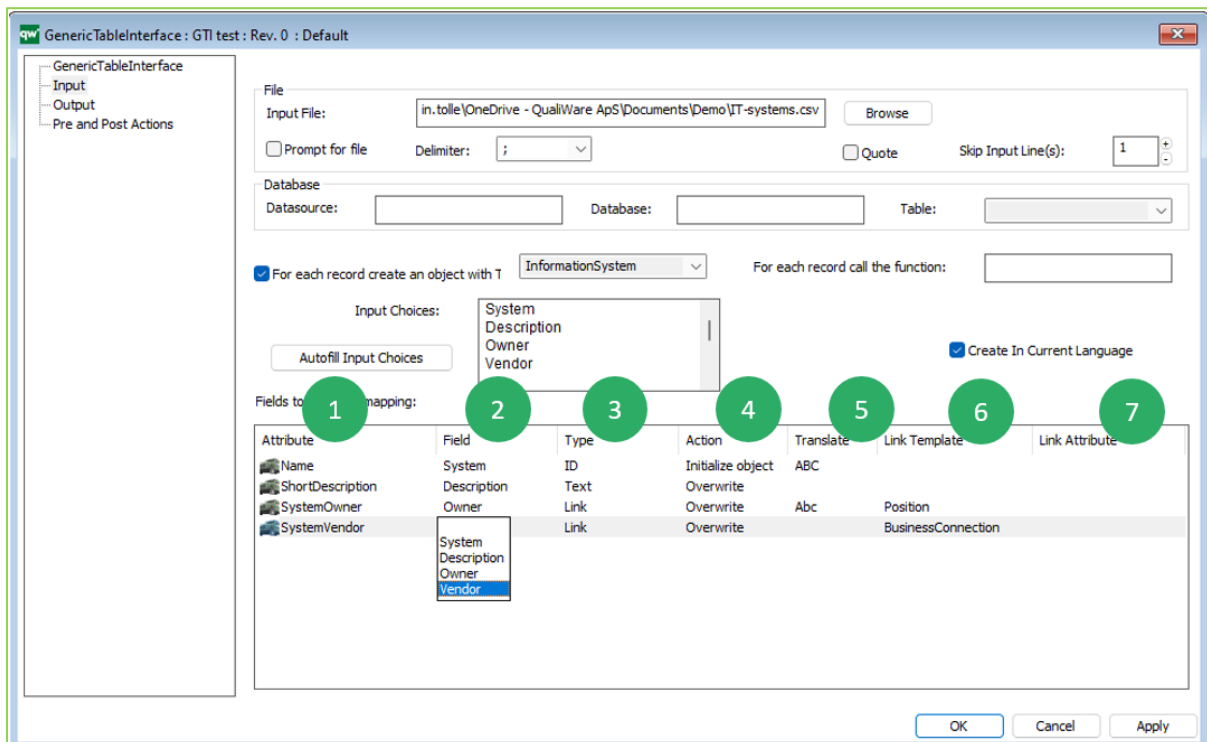 qw GenericTableInterface : GTI test : Rev. 0 : Default
GenericTableInterface
Input
Output
Pre and Post Actions
File
Input File: in.tolle\OneDrive - QualiWare ApS\Documents\Demo\IT-systems.csv Browse
Prompt for file Delimiter: ; Quote Skip Input Line(s): 1 + -
Database
Datasource: Database: Table:
For each record create an object with T InformationSystem For each record call the function:
Input Choices: System
Description
Owner
Vendor
Autofill Input Choices
Create In Current Language
Fields to mapping:
1 2 3 4 5 6 7
Attribute Field Type Action Translate Link Template Link Attribute
Name System ID Initialize object ABC
ShortDescription Description Text Overwrite
SystemOwner Owner Link Overwrite Abc Position
SystemVendor Link Overwrite BusinessConnection
System
Description
Owner
Vendor
OK Cancel Apply